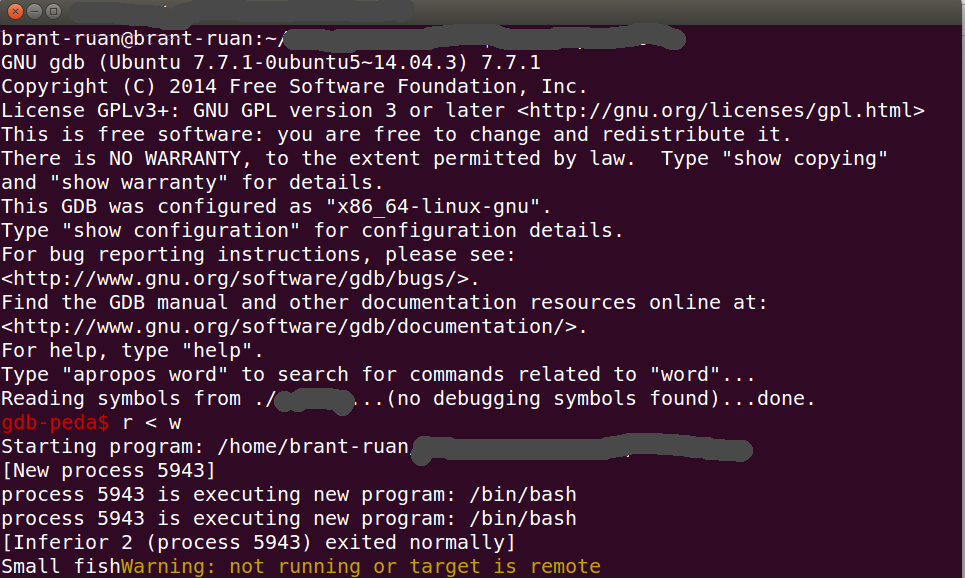 brant-ruan@brant-ruan:~/
GNU gdb (Ubuntu 7.7.1-0ubuntu5~14.04.3) 7.7.1
Copyright (C) 2014 Free Software Foundation, Inc.
License GPLv3+: GNU GPL version 3 or later <http://gnu.org/licenses/gpl.html>
This is free software: you are free to change and redistribute it.
There is NO WARRANTY, to the extent permitted by law.  Type "show copying"
and "show warranty" for details.
This GDB was configured as "x86_64-linux-gnu".
Type "show configuration" for configuration details.
For bug reporting instructions, please see:
<http://www.gnu.org/software/gdb/bugs/>.
Find the GDB manual and other documentation resources online at:
<http://www.gnu.org/software/gdb/documentation/>.
For help, type "help".
Type "apropos word" to search for commands related to "word"...
Reading symbols from ./...(no debugging symbols found)...done.
gdb-peda$ r < w
Starting program: /home/brant-ruan
[New process 5943]
process 5943 is executing new program: /bin/bash
process 5943 is executing new program: /bin/bash
[Inferior 2 (process 5943) exited normally]
Small fishWarning: not running or target is remote